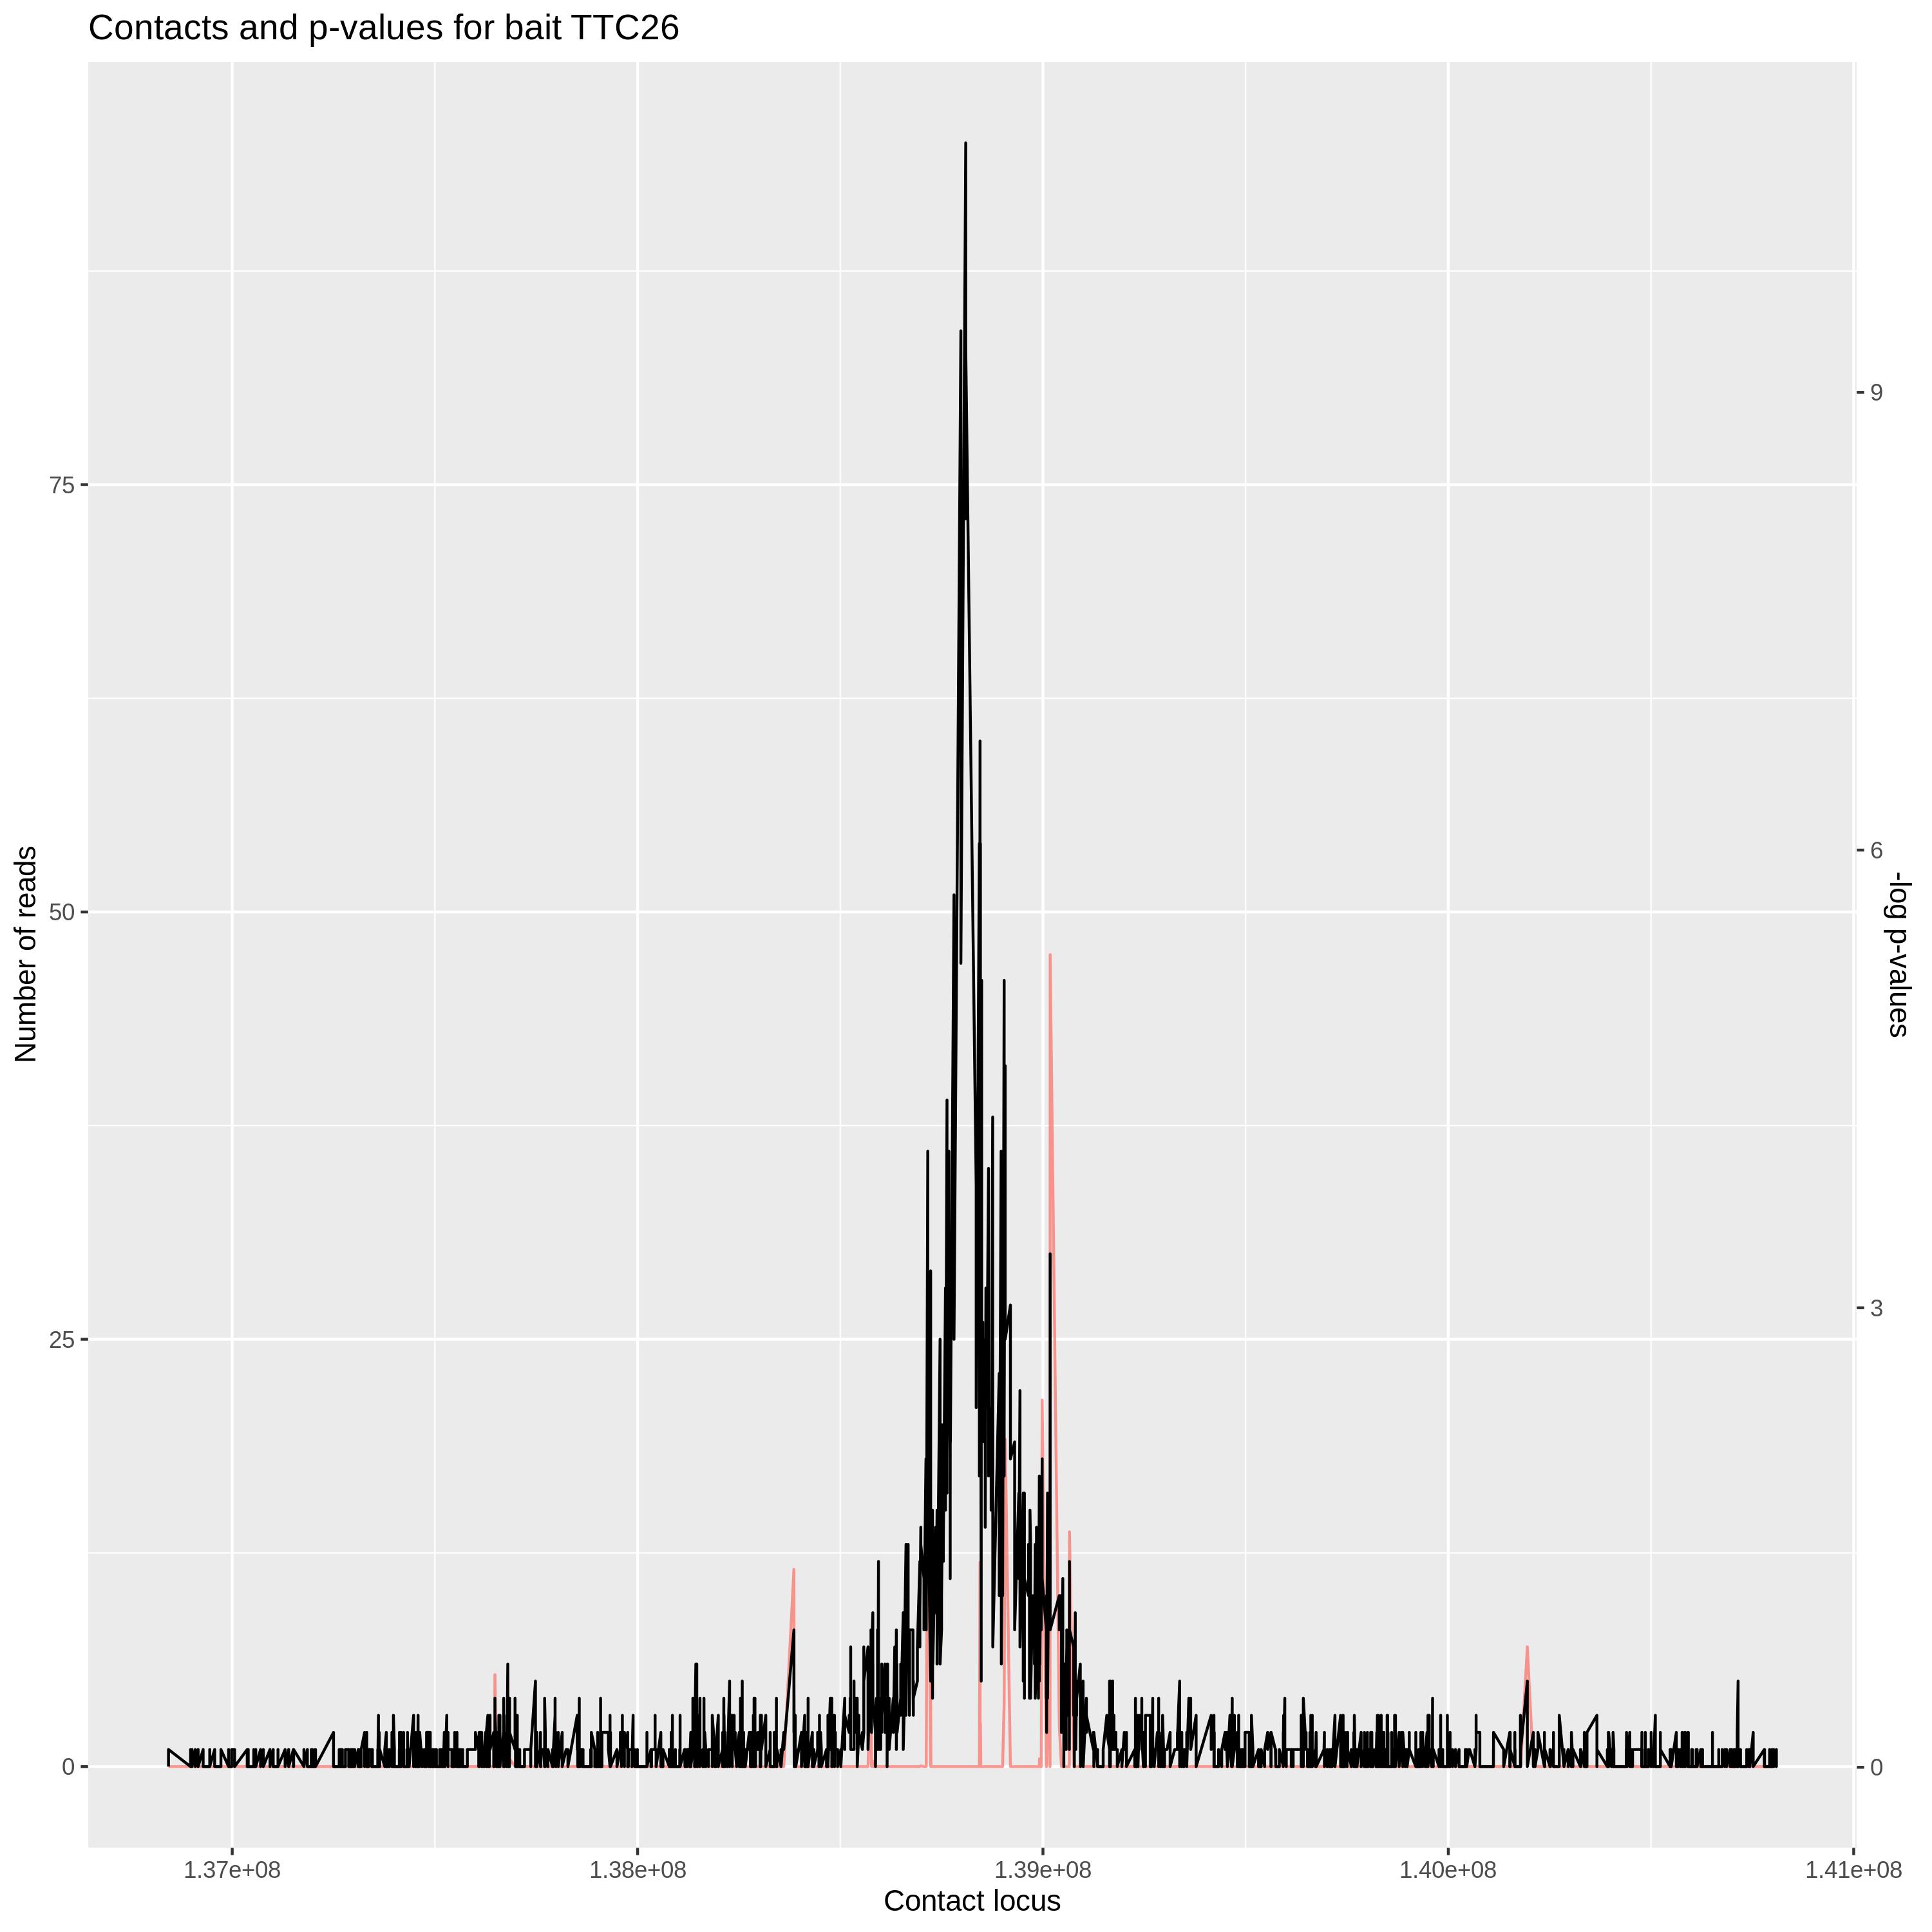 Contacts and p-values for bait TTC26
Number of reads
75
50
25
0
9
6
3
0
-log p-values
1.37e+08
1.38e+08
1.39e+08
1.40e+08
1.41e+08
Contact locus